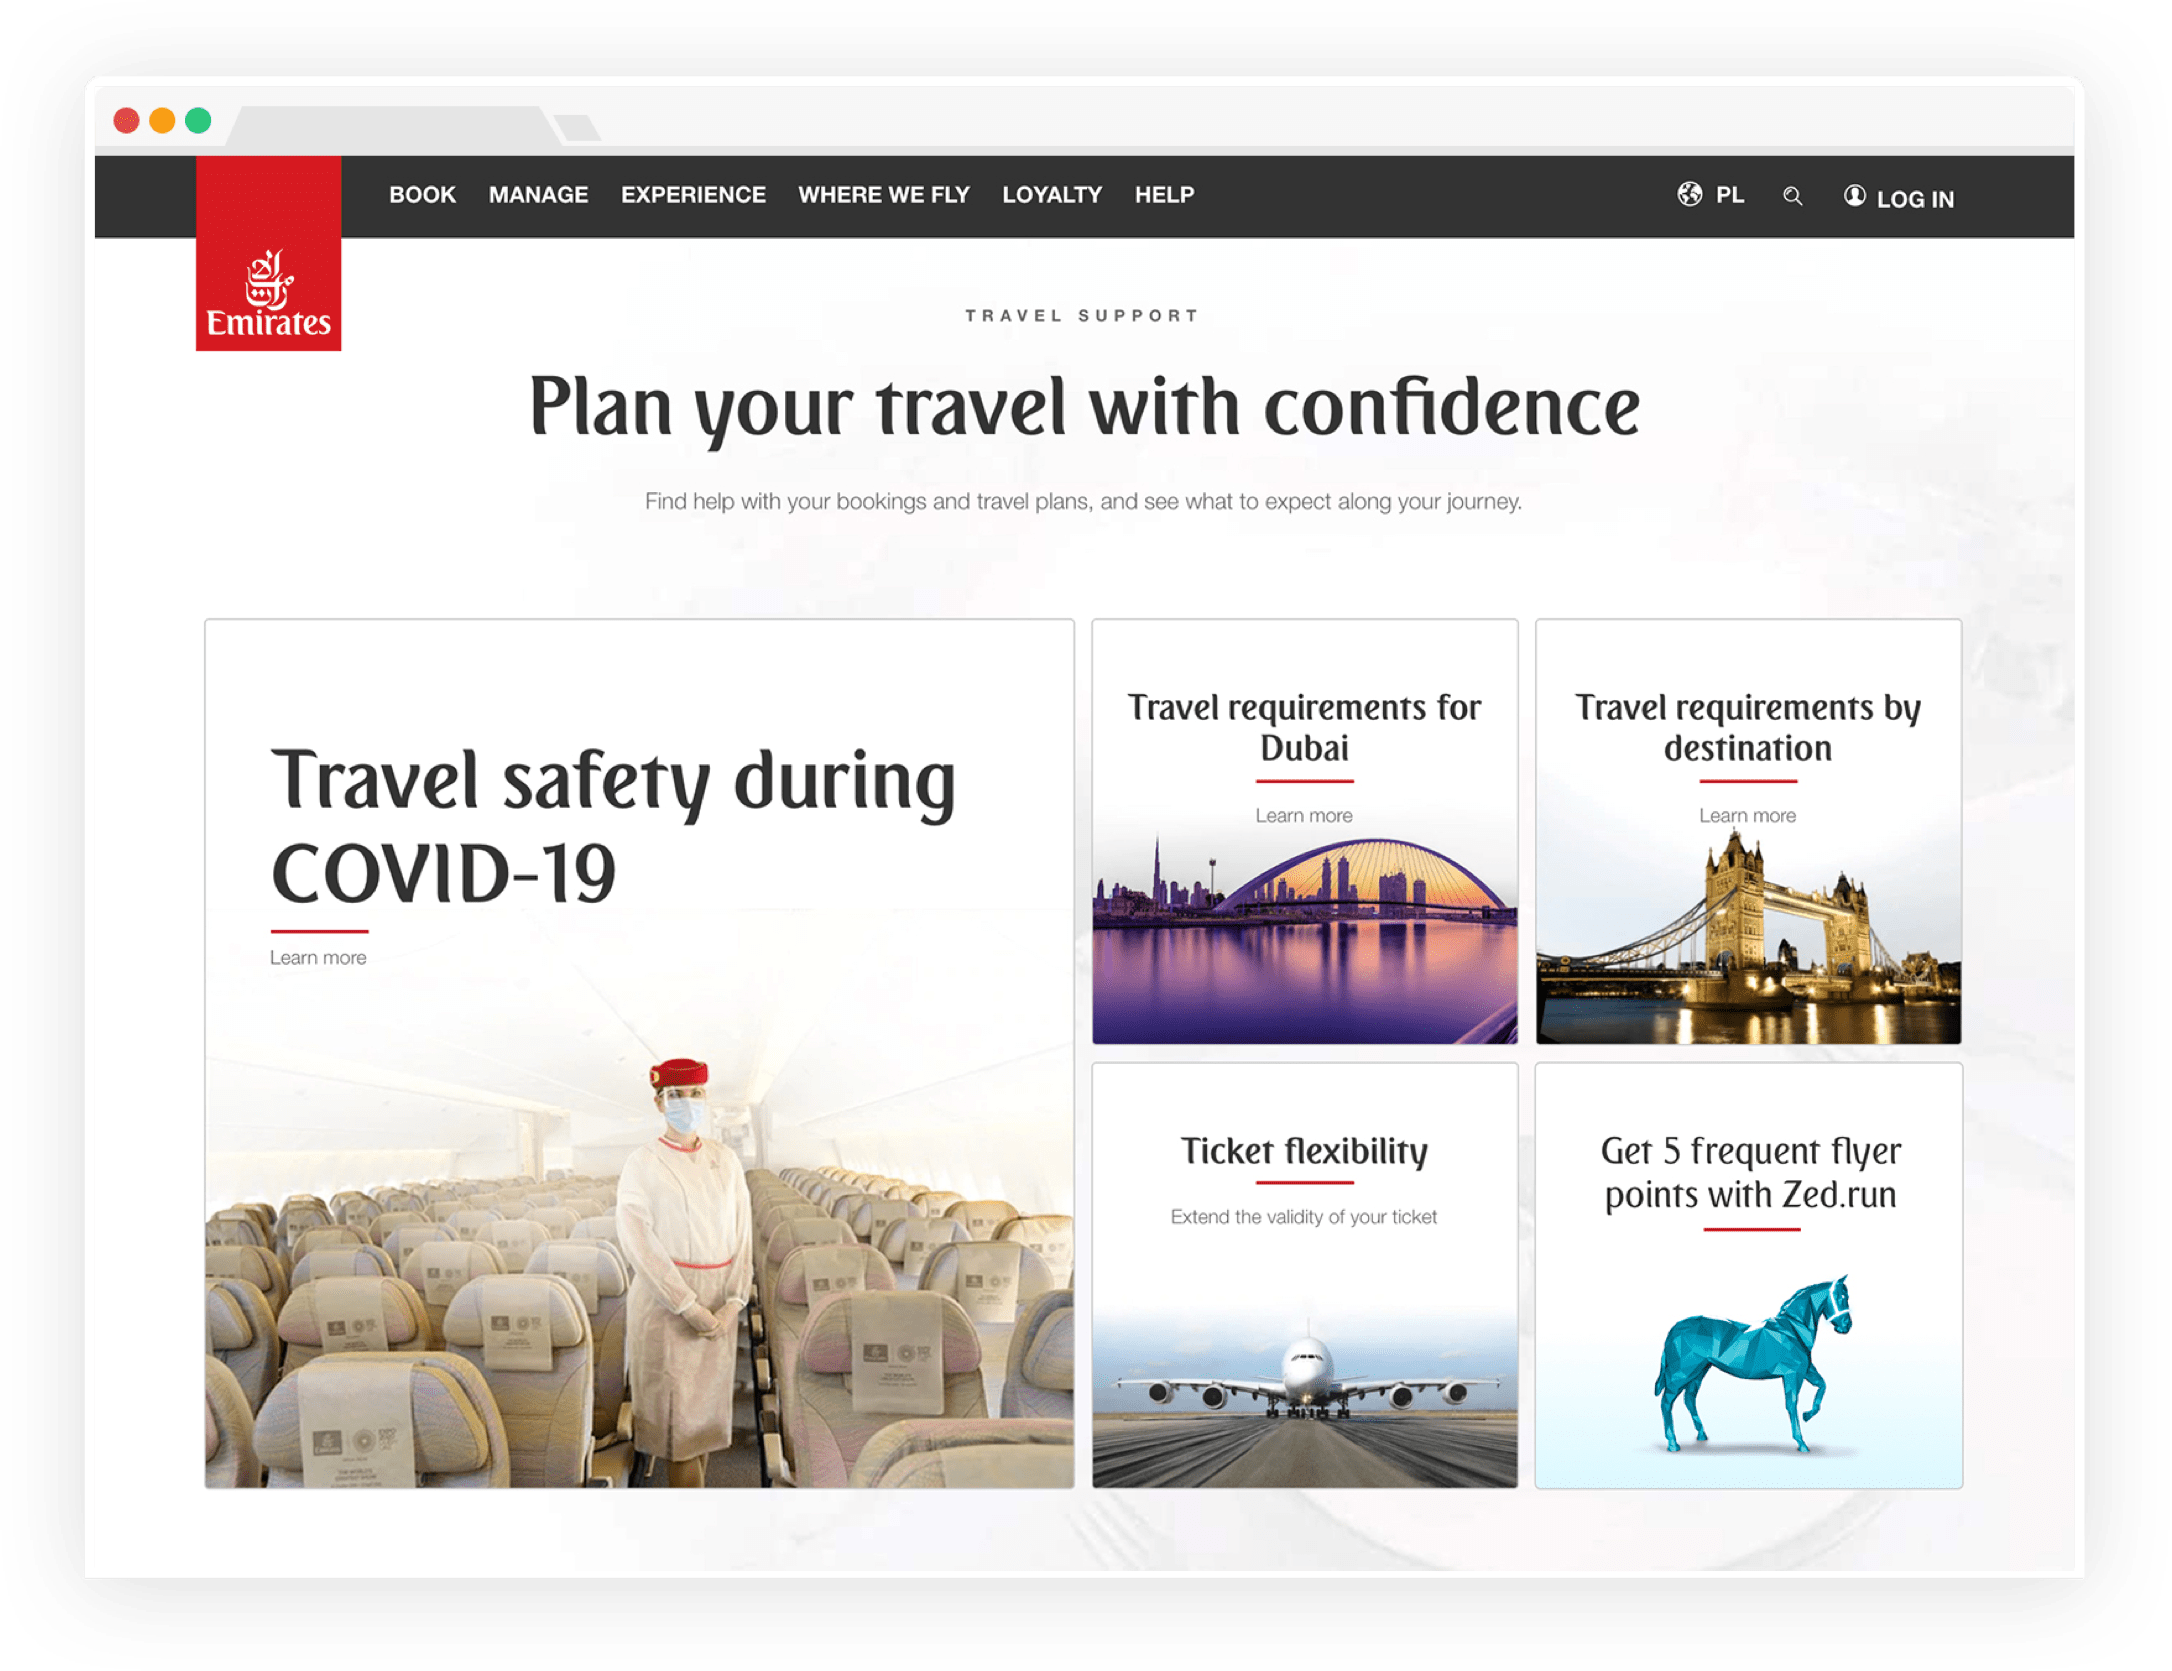 BOOK MANAGE EXPERIENCE WHERE WE FLY LOYALTY HELP PL LOG IN
الإمارات
Emirates
TRAVEL SUPPORT
Plan your travel with confidence
Find help with your bookings and travel plans, and see what to expect along your journey.
Travel safety during
COVID-19
Learn more
Travel requirements for
Dubai
Learn more
Travel requirements by
destination
Learn more
Ticket flexibility
Extend the validity of your ticket
Get 5 frequent flyer
points with Zed.run